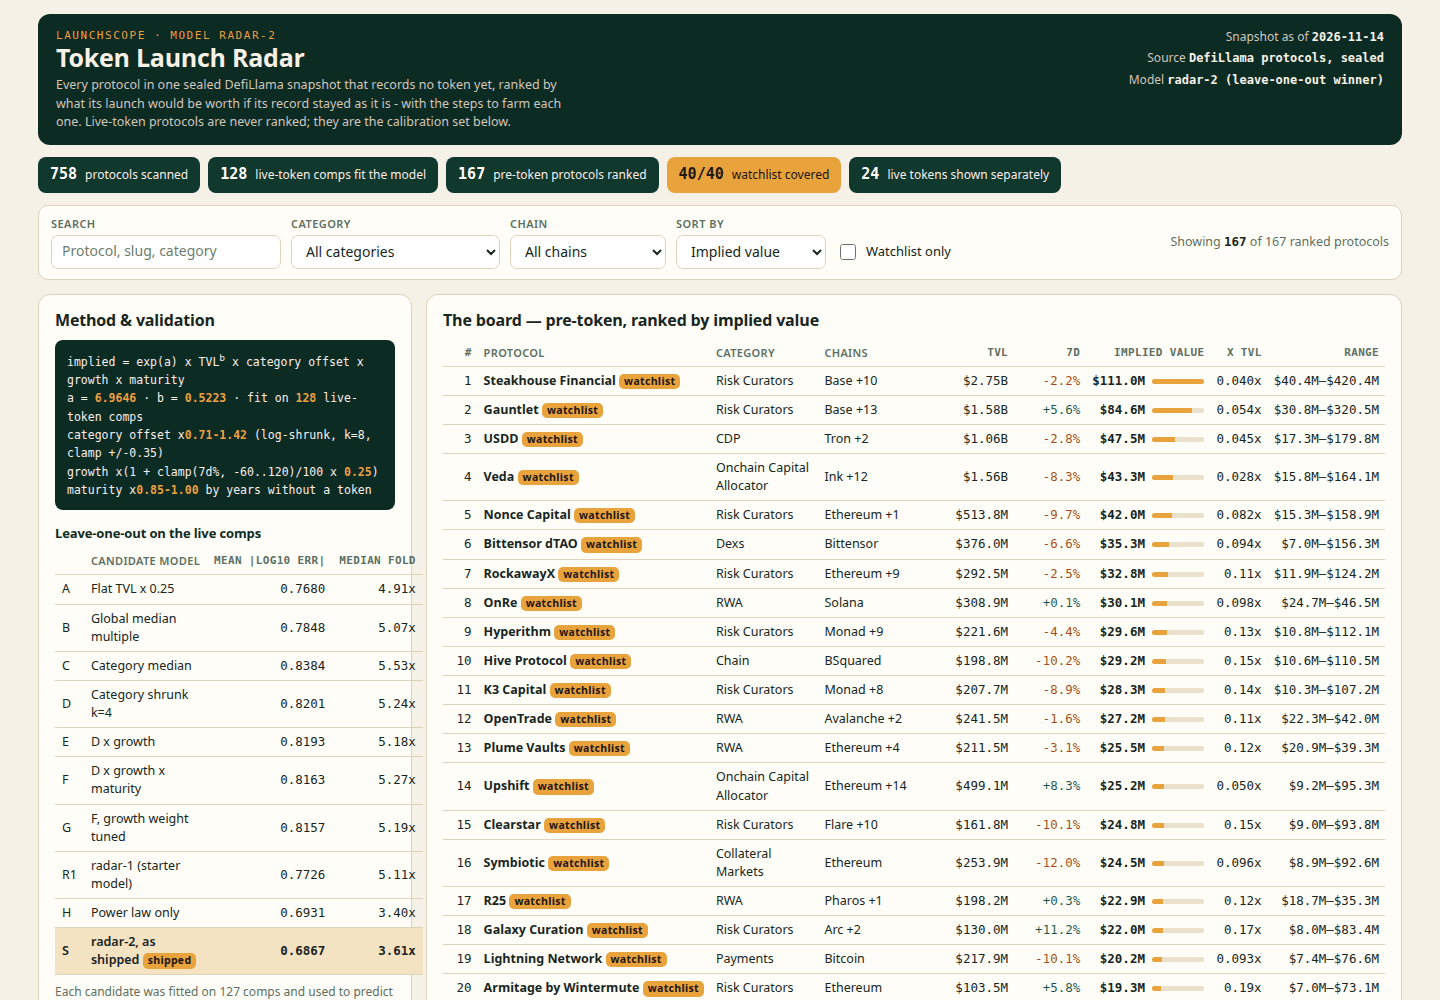 LAUNCHSCOPE · MODEL RADAR-2
Token Launch Radar
Every protocol in one sealed DefiLlama snapshot that records no token yet, ranked by
what its launch would be worth if its record stayed as it is - with the steps to farm each
one. Live-token protocols are never ranked; they are the calibration set below.
Snapshot as of 2026-11-14
Source DefiLlama protocols, sealed
Model radar-2 (leave-one-out winner)
758 protocols scanned
128 live-token comps fit the model
167 pre-token protocols ranked
40/40 watchlist covered
24 live tokens shown separately
SEARCH
Protocol, slug, category
CATEGORY
All categories
CHAIN
All chains
SORT BY
Implied value
Watchlist only
Showing 167 of 167 ranked protocols
Method & validation
implied = exp(a) x TVL^b x category offset x
growth x maturity
a = 6.9646 · b = 0.5223 · fit on 128 live-
token comps
category offset x0.71-1.42 (log-shrunk, k=8,
clamp +/-0.35)
growth x(1 + clamp(7d%, -60..120)/100 x 0.25)
maturity x0.85-1.00 by years without a token
Leave-one-out on the live comps
CANDIDATE MODEL MEAN |LOG10 ERR| MEDIAN FOLD
A Flat TVL x 0.25 0.7680 4.91x
B Global median multiple 0.7848 5.07x
C Category median 0.8384 5.53x
D Category shrunk k=4 0.8201 5.24x
E D x growth 0.8193 5.18x
F D x growth x maturity 0.8163 5.27x
G F, growth weight tuned 0.8157 5.19x
R1 radar-1 (starter model) 0.7726 5.11x
H Power law only 0.6931 3.40x
S radar-2, as shipped shipped 0.6867 3.61x
Each candidate was fitted on 127 comps and used to predict
The board — pre-token, ranked by implied value
# PROTOCOL CATEGORY CHAINS TVL 7D IMPLIED VALUE X TVL RANGE
1 Steakhouse Financial watchlist Risk Curators Base +10 $2.75B -2.2% $111.0M 0.040x $40.4M–$420.4M
2 Gauntlet watchlist Risk Curators Base +13 $1.58B +5.6% $84.6M 0.054x $30.8M–$320.5M
3 USDD watchlist CDP Tron +2 $1.06B -2.8% $47.5M 0.045x $17.3M–$179.8M
4 Veda watchlist Onchain Capital Allocator Ink +12 $1.56B -8.3% $43.3M 0.028x $15.8M–$164.1M
5 Nonce Capital watchlist Risk Curators Ethereum +1 $513.8M -9.7% $42.0M 0.082x $15.3M–$158.9M
6 Bittensor dTAO watchlist Dexs Bittensor $376.0M -6.6% $35.3M 0.094x $7.0M–$156.3M
7 RockawayX watchlist Risk Curators Ethereum +9 $292.5M -2.5% $32.8M 0.11x $11.9M–$124.2M
8 OnRe watchlist RWA Solana $308.9M +0.1% $30.1M 0.098x $24.7M–$46.5M
9 Hyperithm watchlist Risk Curators Monad +9 $221.6M -4.4% $29.6M 0.13x $10.8M–$112.1M
10 Hive Protocol watchlist Chain BSquared $198.8M -10.2% $29.2M 0.15x $10.6M–$110.5M
11 K3 Capital watchlist Risk Curators Monad +8 $207.7M -8.9% $28.3M 0.14x $10.3M–$107.2M
12 OpenTrade watchlist RWA Avalanche +2 $241.5M -1.6% $27.2M 0.11x $22.3M–$42.0M
13 Plume Vaults watchlist RWA Ethereum +4 $211.5M -3.1% $25.5M 0.12x $20.9M–$39.3M
14 Upshift watchlist Onchain Capital Allocator Ethereum +14 $499.1M +8.3% $25.2M 0.050x $9.2M–$95.3M
15 Clearstar watchlist Risk Curators Flare +10 $161.8M -10.1% $24.8M 0.15x $9.0M–$93.8M
16 Symbiotic watchlist Collateral Markets Ethereum $253.9M -12.0% $24.5M 0.096x $8.9M–$92.6M
17 R25 watchlist RWA Pharos +1 $198.2M +0.3% $22.9M 0.12x $18.7M–$35.3M
18 Galaxy Curation watchlist Risk Curators Arc +2 $130.0M +11.2% $22.0M 0.17x $8.0M–$83.4M
19 Lightning Network watchlist Payments Bitcoin $217.9M -10.1% $20.2M 0.093x $7.4M–$76.6M
20 Armitage by Wintermute watchlist Risk Curators Ethereum $103.5M +5.8% $19.3M 0.19x $7.0M–$73.1M